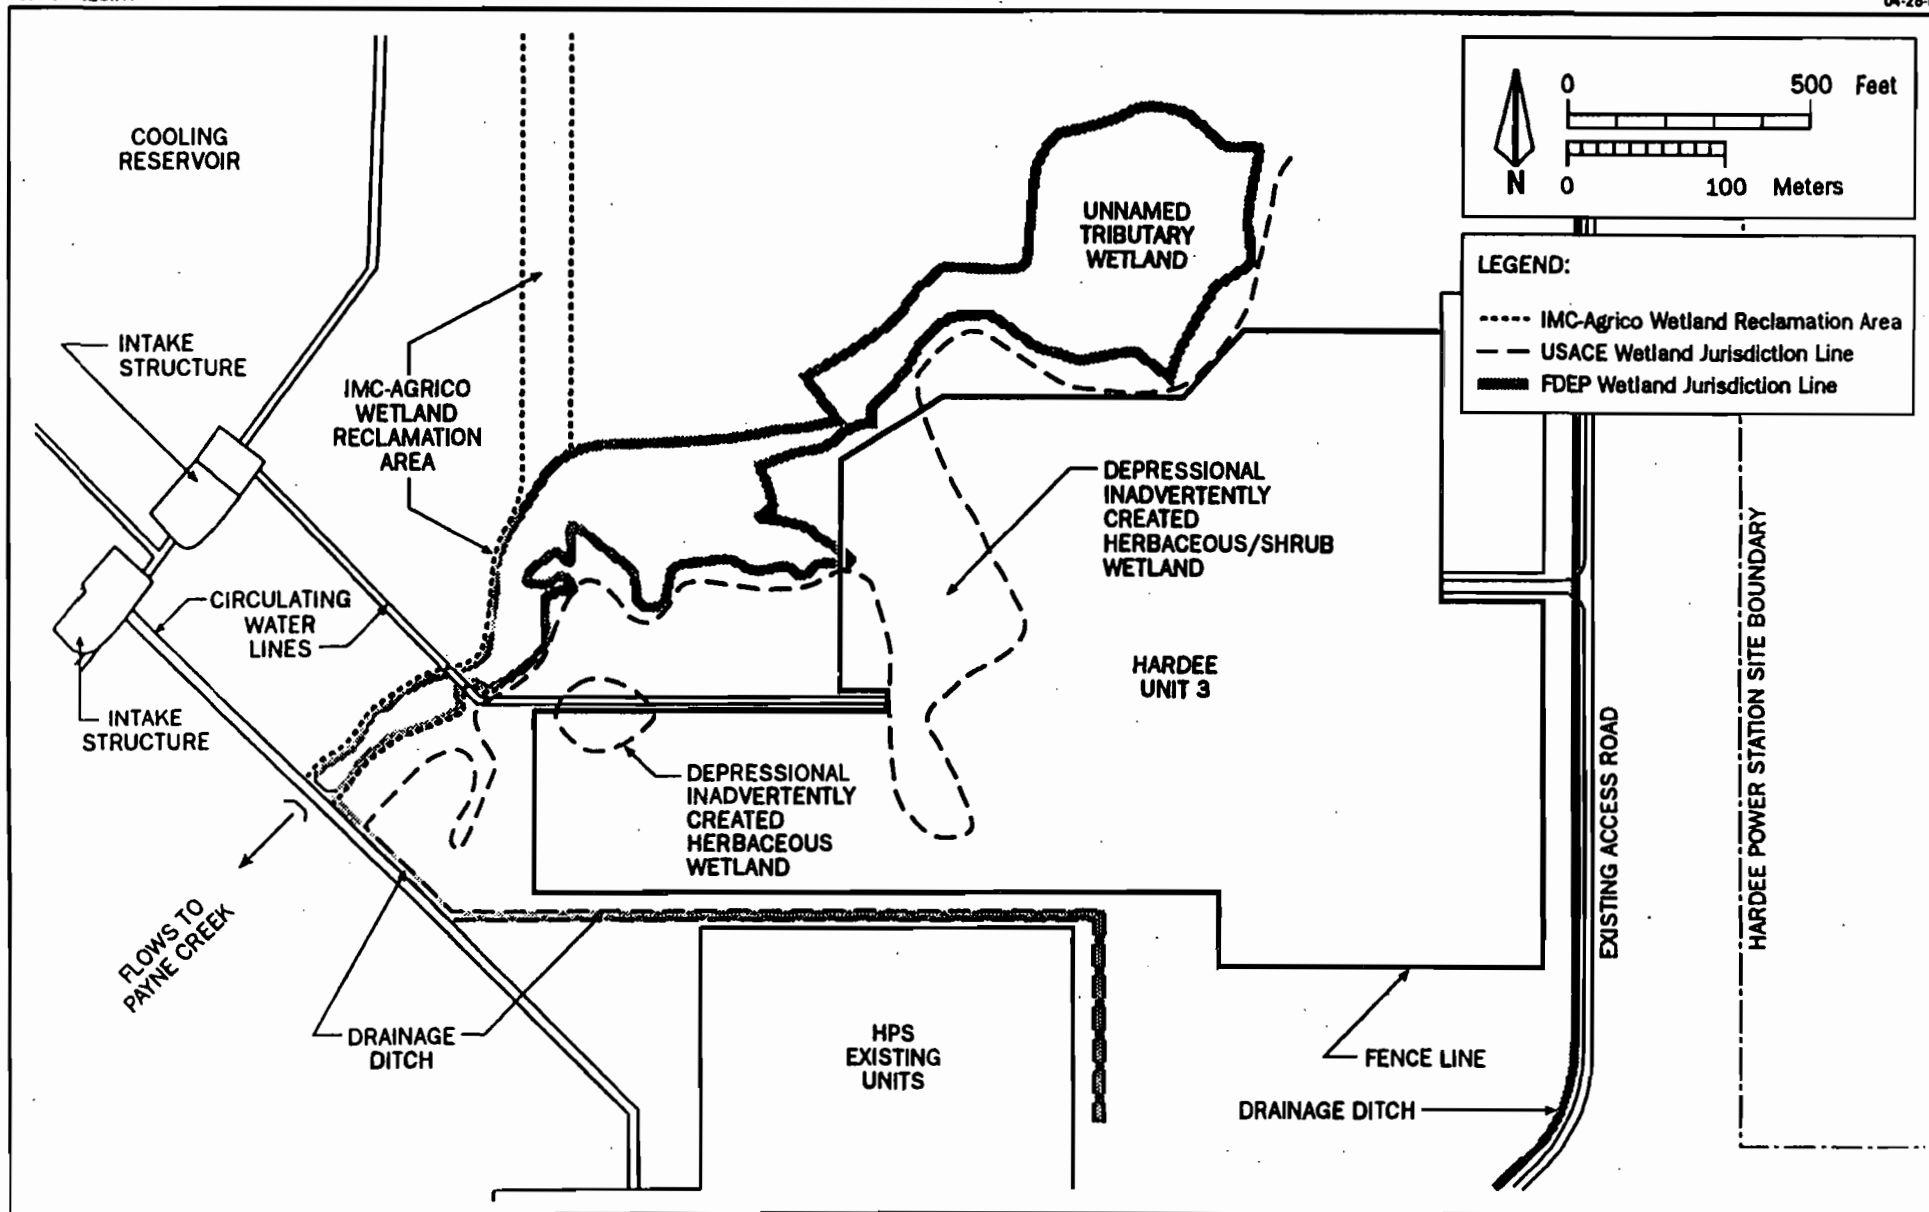 COOLING
RESERVOIR
0
500 Feet
N
0
100 Meters
UNNAMED
TRIBUTARY
WETLAND
LEGEND:
IMC-Agrico Wetland Reclamation Area
USACE Wetland Jurisdiction Line
FDEP Wetland Jurisdiction Line
INTAKE
STRUCTURE
IMC-AGRICO
WETLAND
RECLAMATION
AREA
DEPRESSIONAL
INADVERTENTLY
CREATED
HERBACEOUS/SHRUB
WETLAND
CIRCULATING
WATER
LINES
HARDEE
UNIT 3
INTAKE
STRUCTURE
DEPRESSIONAL
INADVERTENTLY
CREATED
HERBACEOUS
WETLAND
EXISTING ACCESS ROAD
HARDEE POWER STATION SITE BOUNDARY
FLOWS TO
PAYNE CREEK
DRAINAGE
DITCH
HPS
EXISTING
UNITS
FENCE LINE
DRAINAGE DITCH